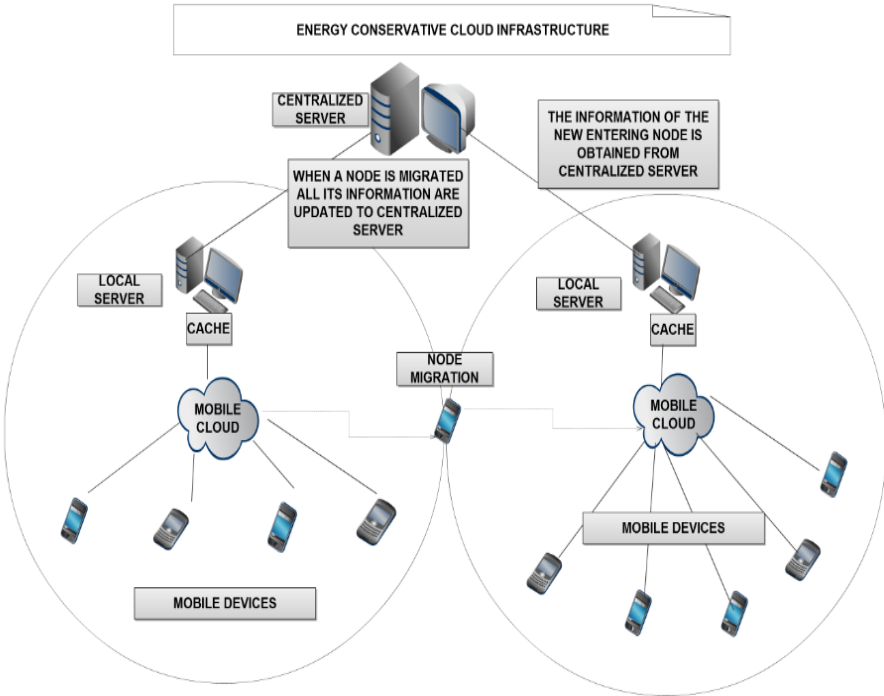 ENERGY CONSERVATIVE CLOUD INFRASTRUCTURE
CENTRALIZED
SERVER
THE INFORMATION OF THE
NEW ENTERING NODE IS
OBTAINED FROM
CENTRALIZED SERVER
WHEN A NODE IS MIGRATED
ALL ITS INFORMATION ARE
UPDATED TO CENTRALIZED
SERVER
LOCAL
SERVER
CACHE
LOCAL
SERVER
CACHE
NODE
MIGRATION
MOBILE
CLOUD
MOBILE
CLOUD
MOBILE DEVICES
MOBILE DEVICES